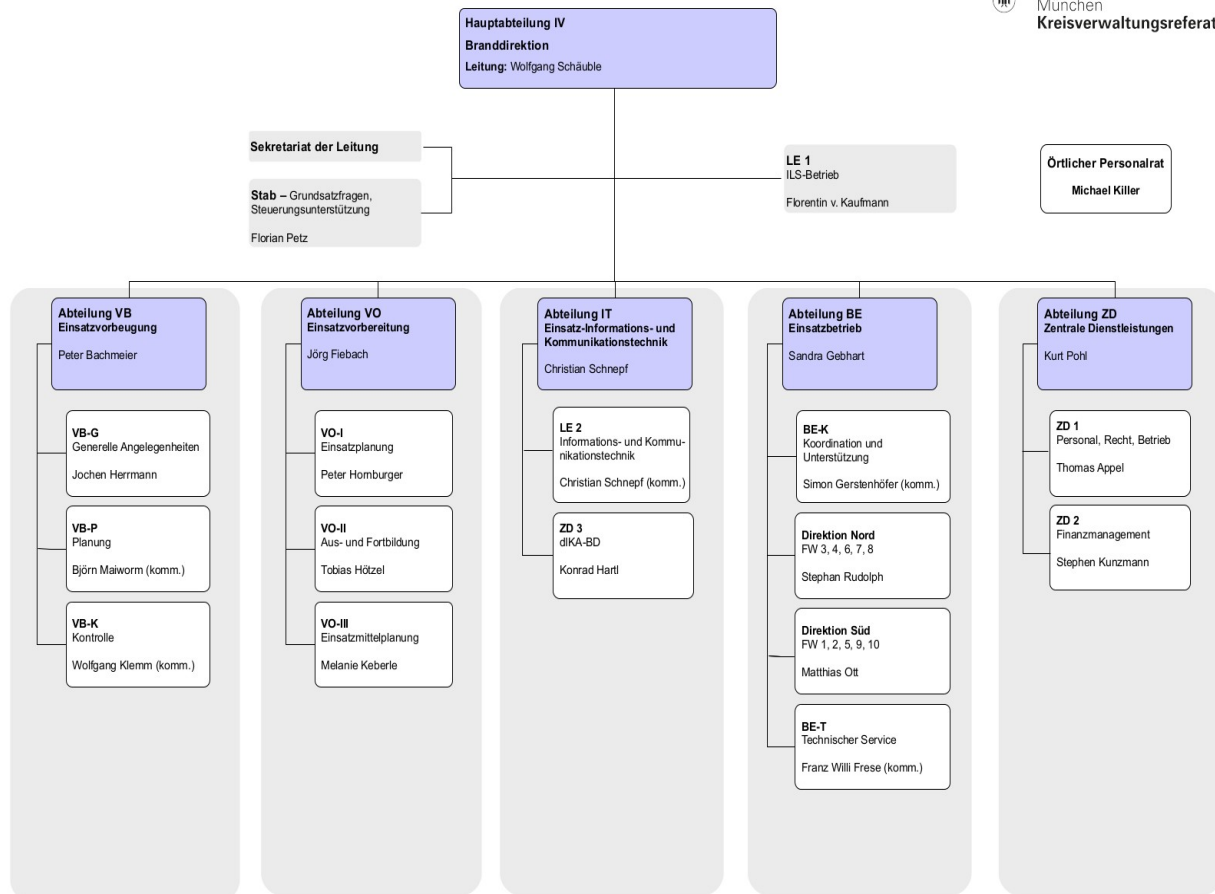 München
Kreisverwaltungsreferat
Hauptabteilung IV
Branddirektion
Leitung: Wolfgang Schäuble
Sekretariat der Leitung
Stab – Grundsatzfragen,
Steuerungsunterstützung
Florian Petz
LE 1
ILS-Betrieb
Florentin v. Kaufmann
Örtlicher Personalrat
Michael Killer
Abteilung VB
Einsatzvorbeugung
Peter Bachmeier
VB-G
Generelle Angelegenheiten
Jochen Herrmann
VB-P
Planung
Björn Maiworm (komm.)
VB-K
Kontrolle
Wolfgang Klemm (komm.)
Abteilung VO
Einsatzvorbereitung
Jörg Fiebach
VO-I
Einsatzplanung
Peter Homburger
VO-II
Aus- und Fortbildung
Tobias Hötzel
VO-III
Einsatzmittelplanung
Melanie Keberle
Abteilung IT
Einsatz-Informations- und
Kommunikationstechnik
Christian Schnepf
LE 2
Informations- und Kommu-
nikationstechnik
Christian Schnepf (komm.)
ZD 3
dIKA-BD
Konrad Hartl
Abteilung BE
Einsatzbetrieb
Sandra Gebhart
BE-K
Koordination und
Unterstützung
Simon Gerstenhöfer (komm.)
Direktion Nord
FW 3, 4, 6, 7, 8
Stephan Rudolph
Direktion Süd
FW 1, 2, 5, 9, 10
Matthias Ott
BE-T
Technischer Service
Franz Willi Frese (komm.)
Abteilung ZD
Zentrale Dienstleistungen
Kurt Pohl
ZD 1
Personal, Recht, Betrieb
Thomas Appel
ZD 2
Finanzmanagement
Stephen Kunzmann